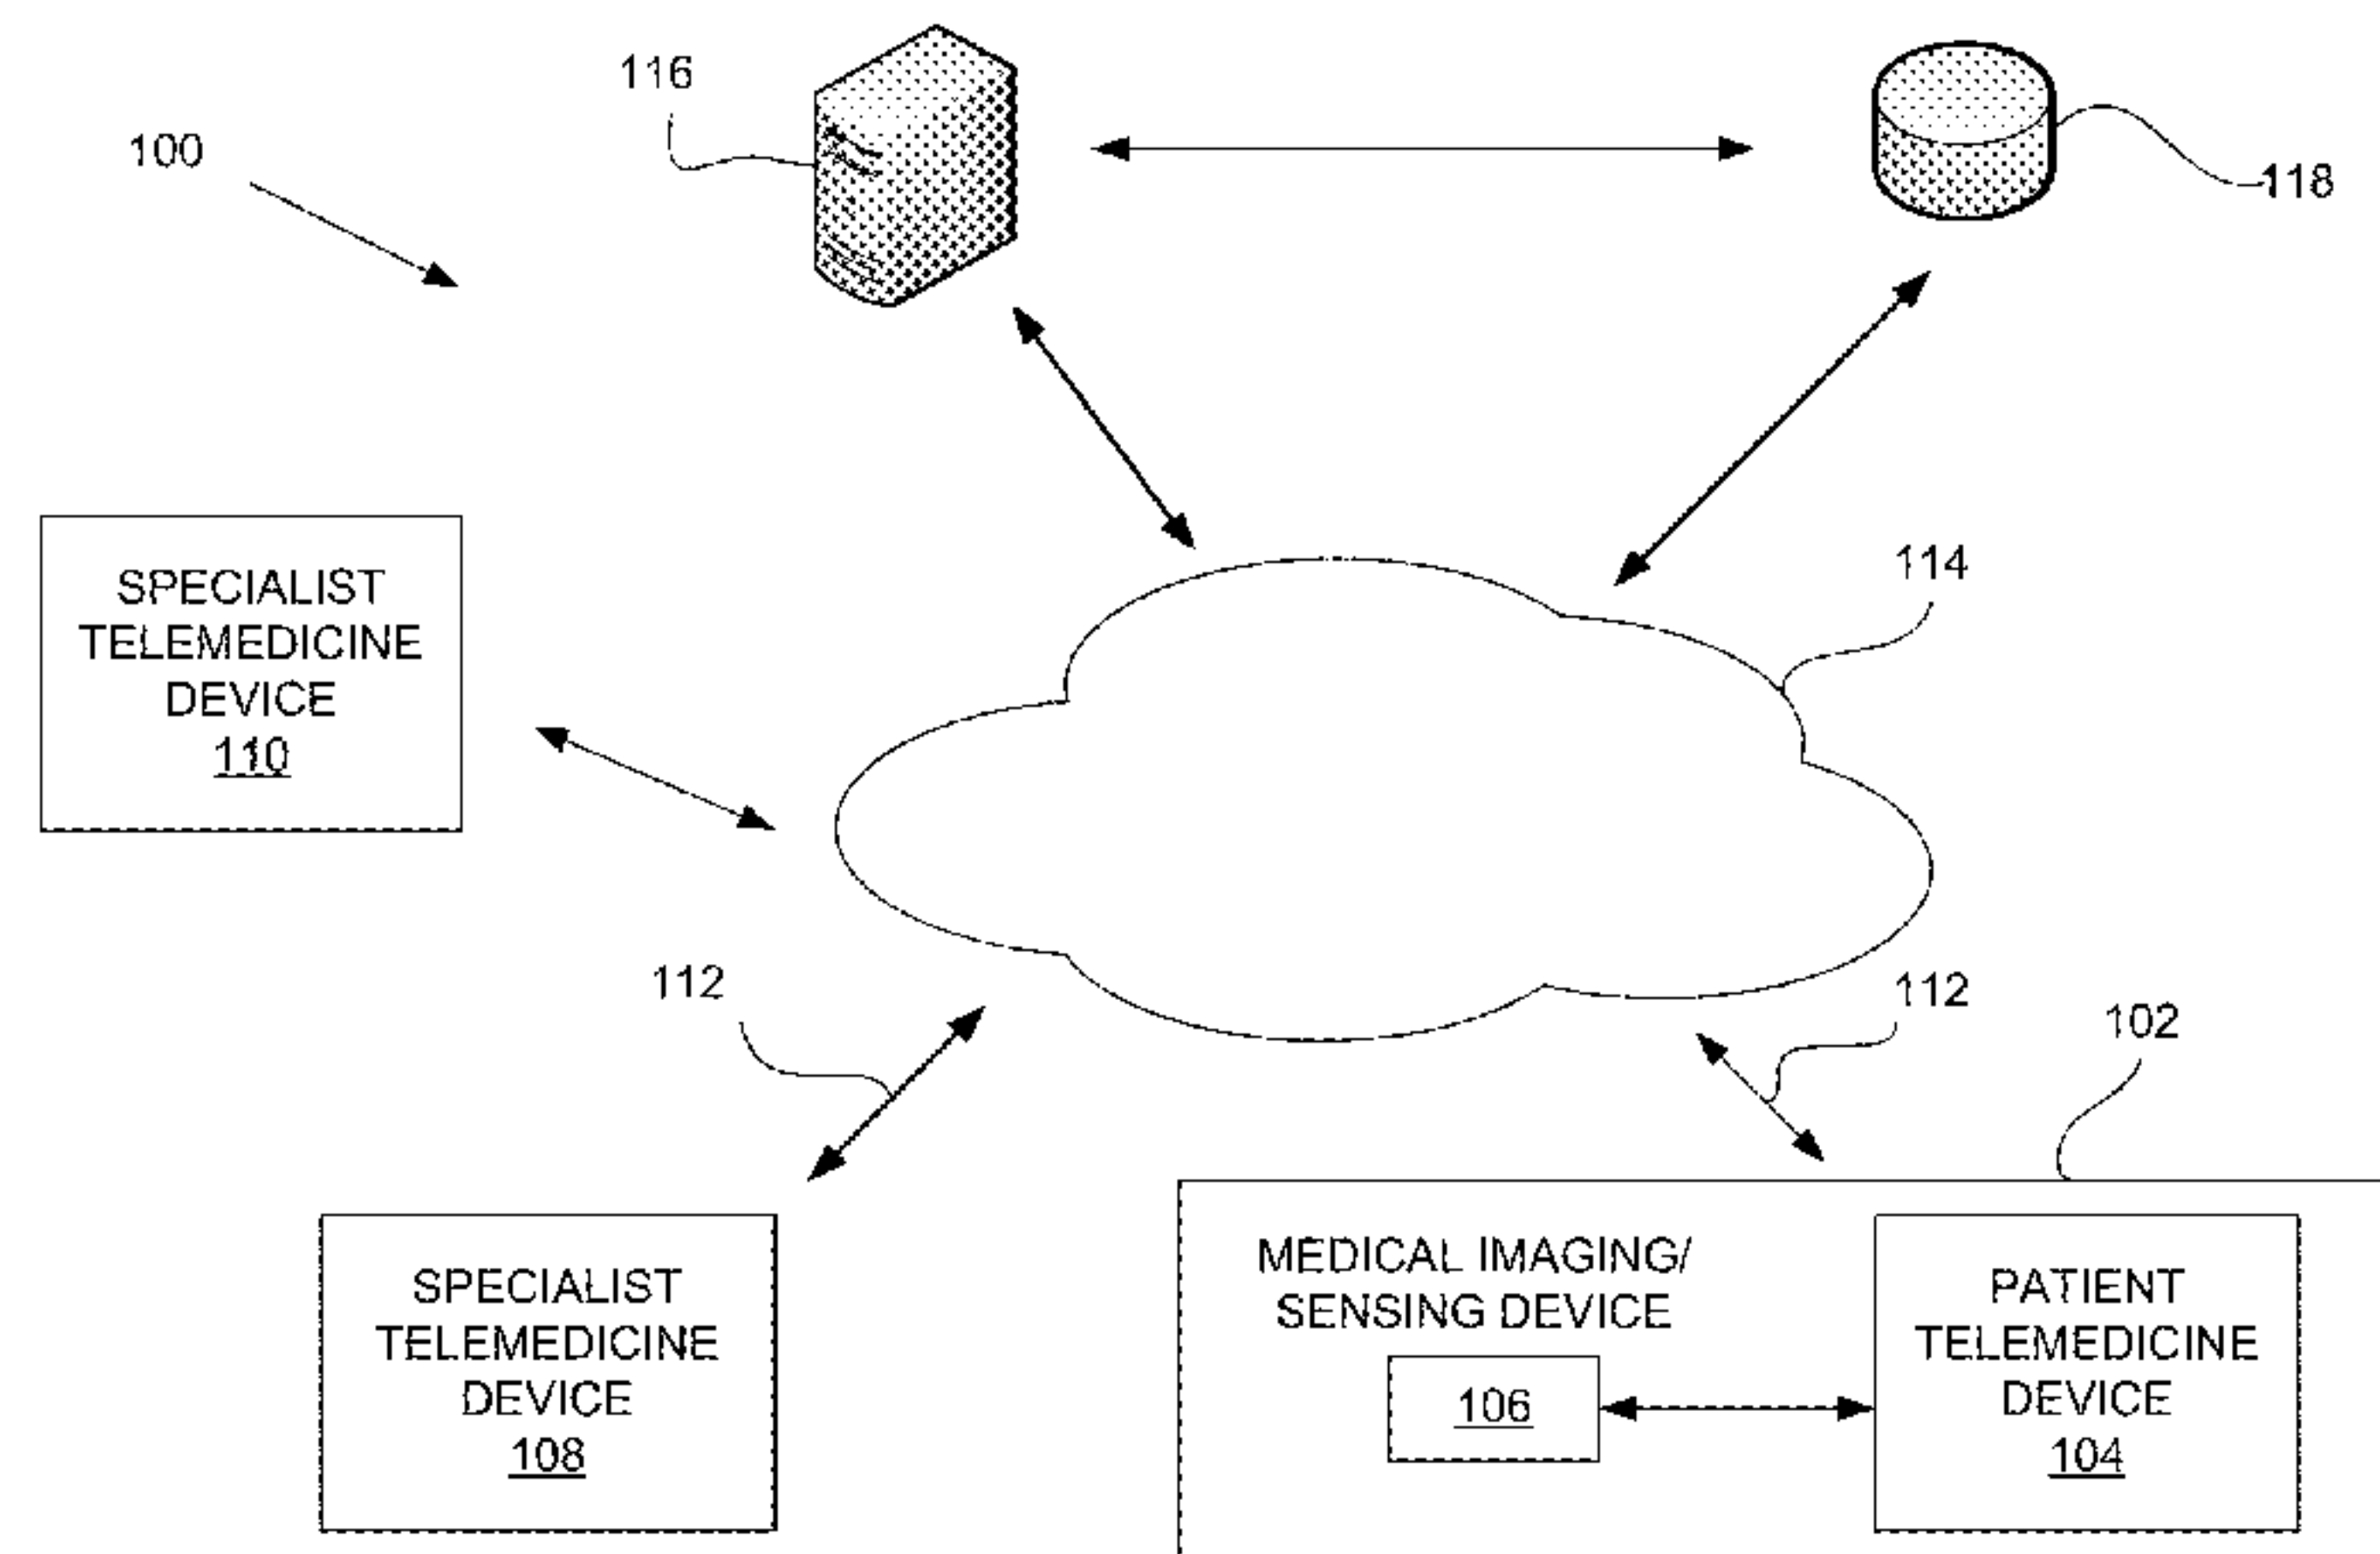 116
100
118
114
SPECIALIST
TELEMEDICINE
DEVICE
110
112
112
102
SPECIALIST
TELEMEDICINE
DEVICE
108
MEDICAL IMAGING/
SENSING DEVICE
106
PATIENT
TELEMEDICINE
DEVICE
104